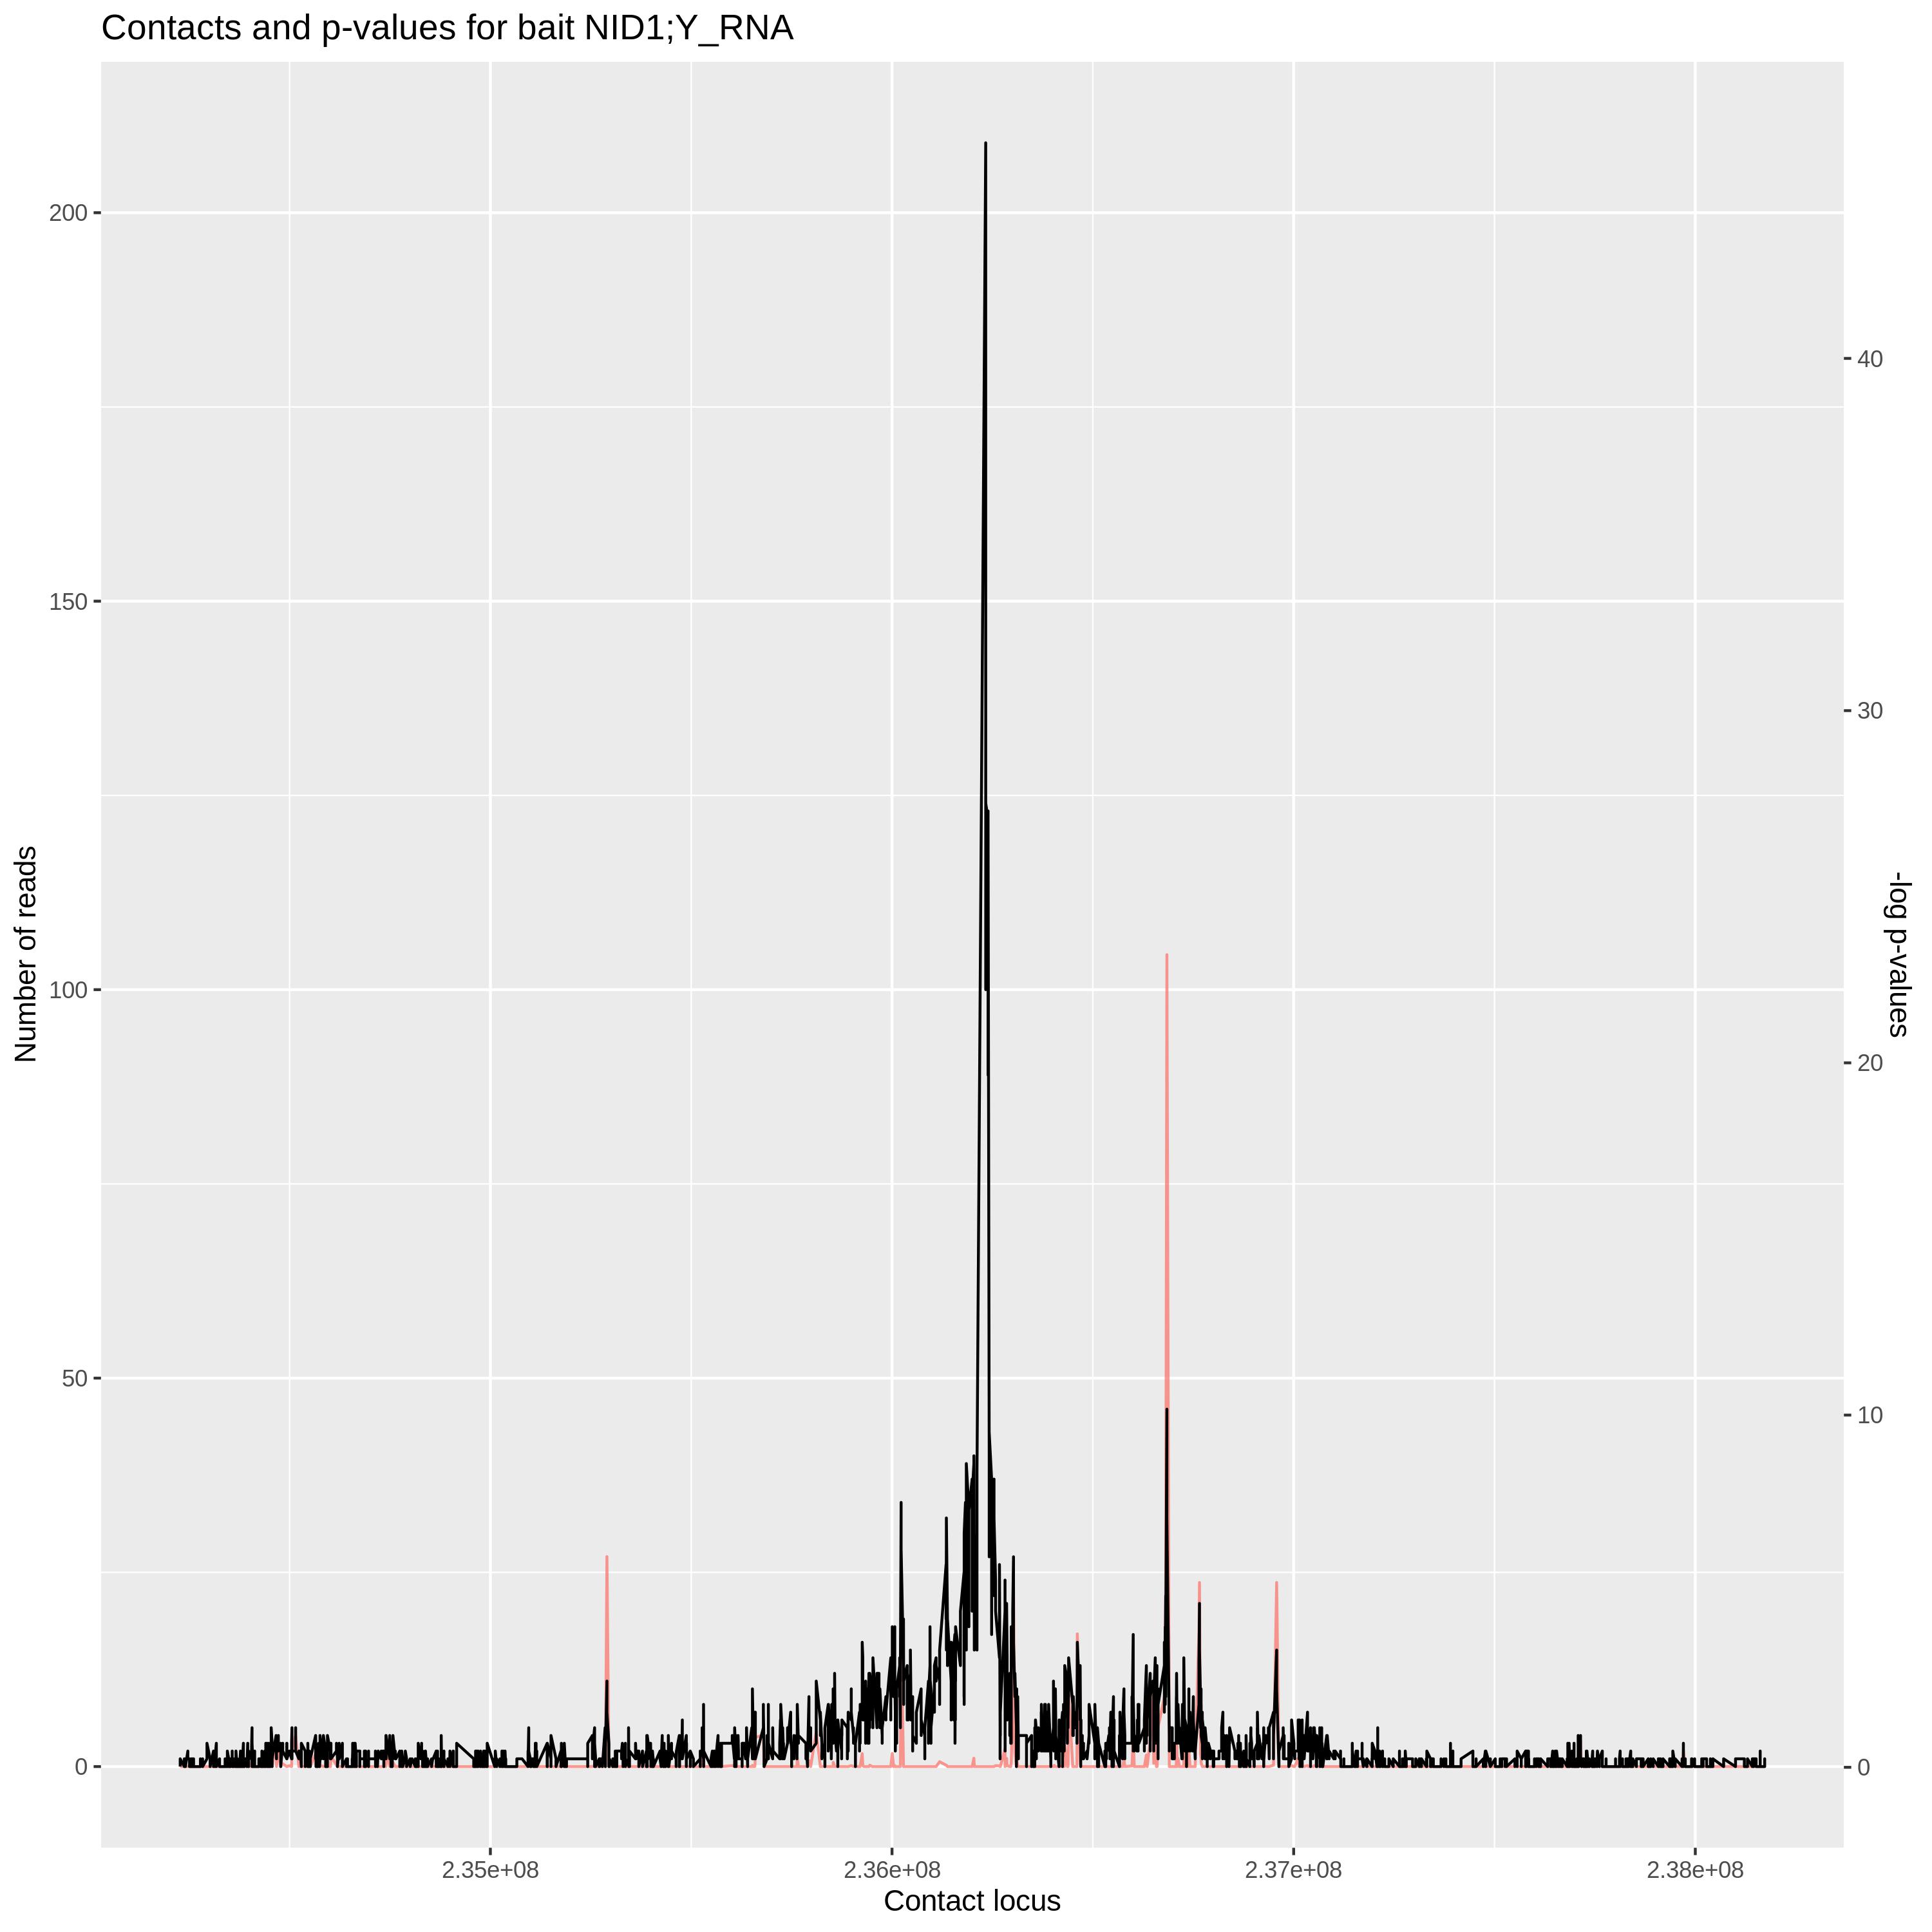 Contacts and p-values for bait NID1;Y_RNA
200
150
100
50
0
Number of reads
40
30
20
10
0
-log p-values
2.35e+08
2.36e+08
2.37e+08
2.38e+08
Contact locus